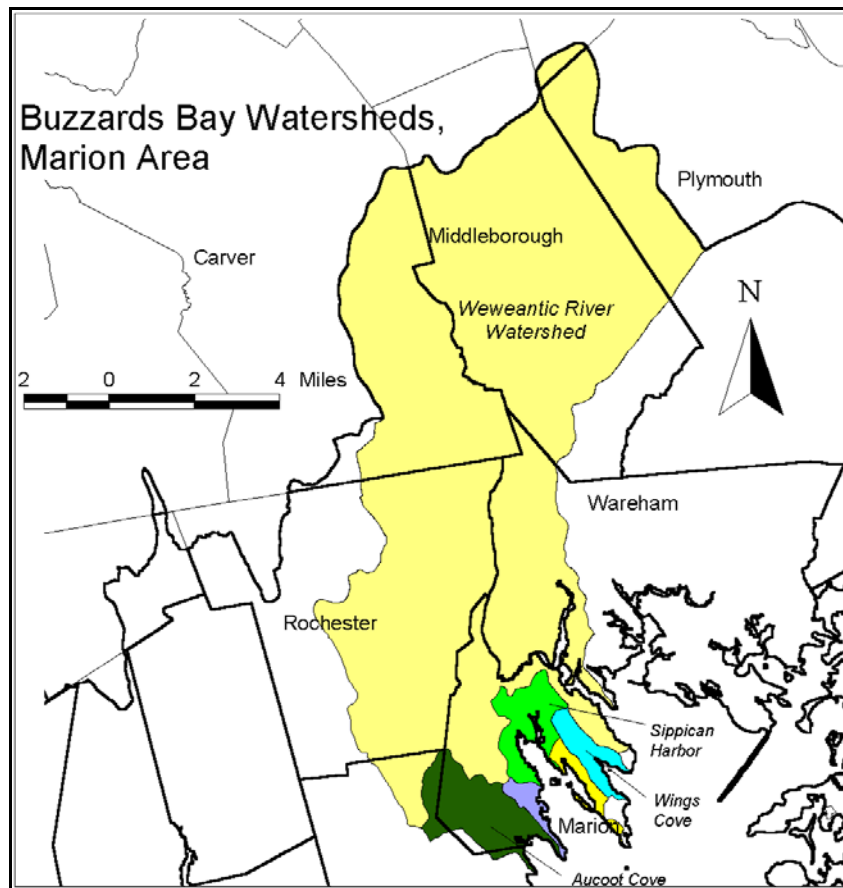 Buzzards Bay Watersheds,
Marion Area
Plymouth
Middleborough
Carver
Weweantic River
Watershed
N
2 0 2 4
Miles
Wareham
Rochester
Sippican
Harbor
Wings
Cove
Marion
Aucoot Cove